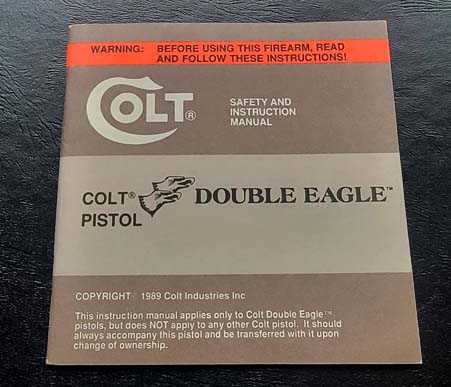 WARNING: BEFORE USING THIS FIREARM, READ
AND FOLLOW THESE INSTRUCTIONS!
COLT®
SAFETY AND
INSTRUCTION
MANUAL
COLT® DOUBLE EAGLE™
PISTOL
COPYRIGHT© 1989 Colt Industries Inc
This instruction manual applies only to Colt Double Eagle™
pistols, but does NOT apply to any other Colt pistol. It should
always accompany this pistol and be transferred with it upon
change of ownership.